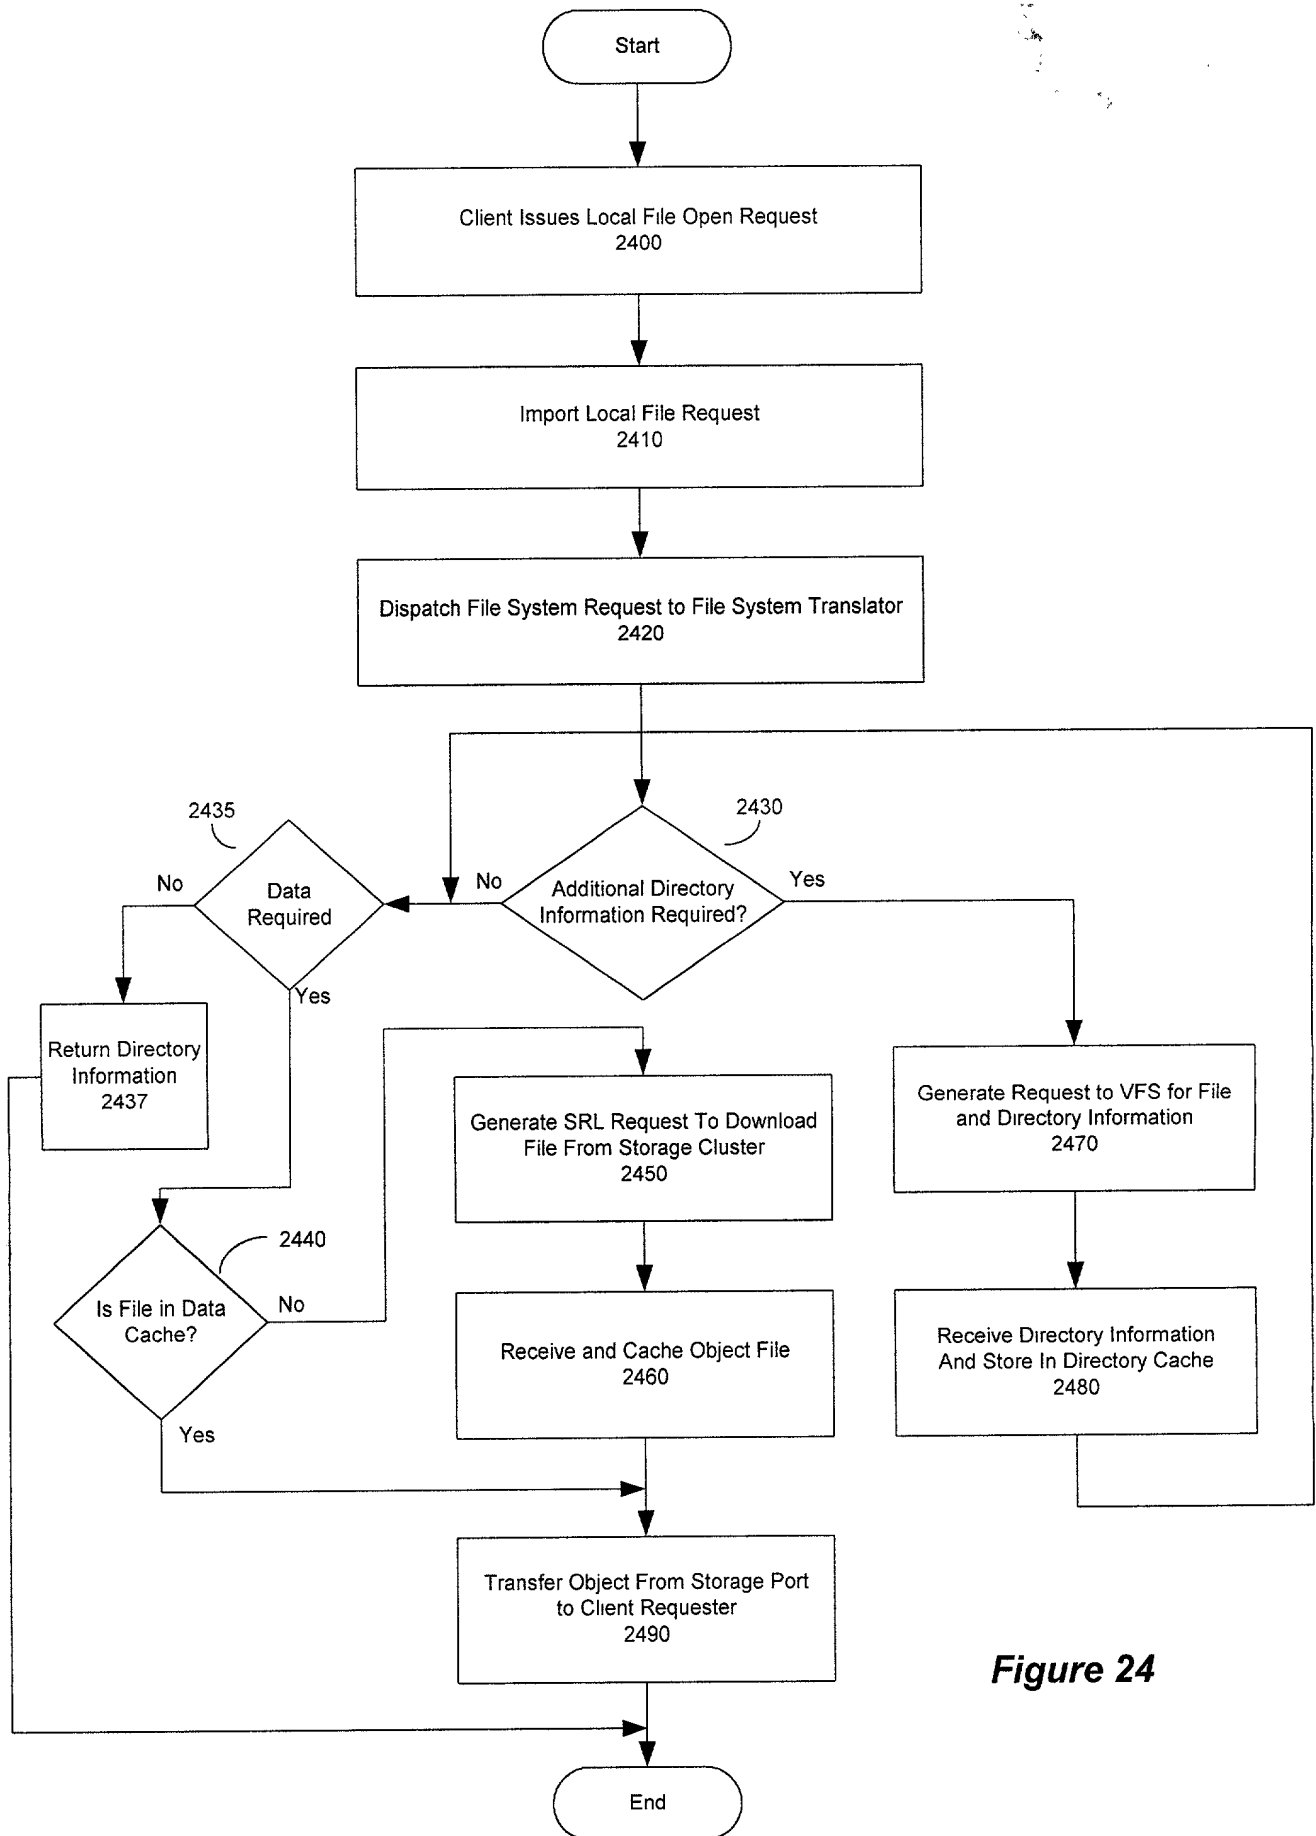 Start
Client Issues Local File Open Request
2400
Import Local File Request
2410
Dispatch File System Request to File System Translator
2420
2435
2430
No
Data
Required
No
Additional Directory
Information Required?
Yes
Yes
Return Directory
Information
2437
Generate SRL Request To Download
File From Storage Cluster
2450
Generate Request to VFS for File
and Directory Information
2470
2440
Is File in Data
Cache?
No
Receive and Cache Object File
2460
Receive Directory Information
And Store In Directory Cache
2480
Yes
Transfer Object From Storage Port
to Client Requester
2490
Figure 24
End